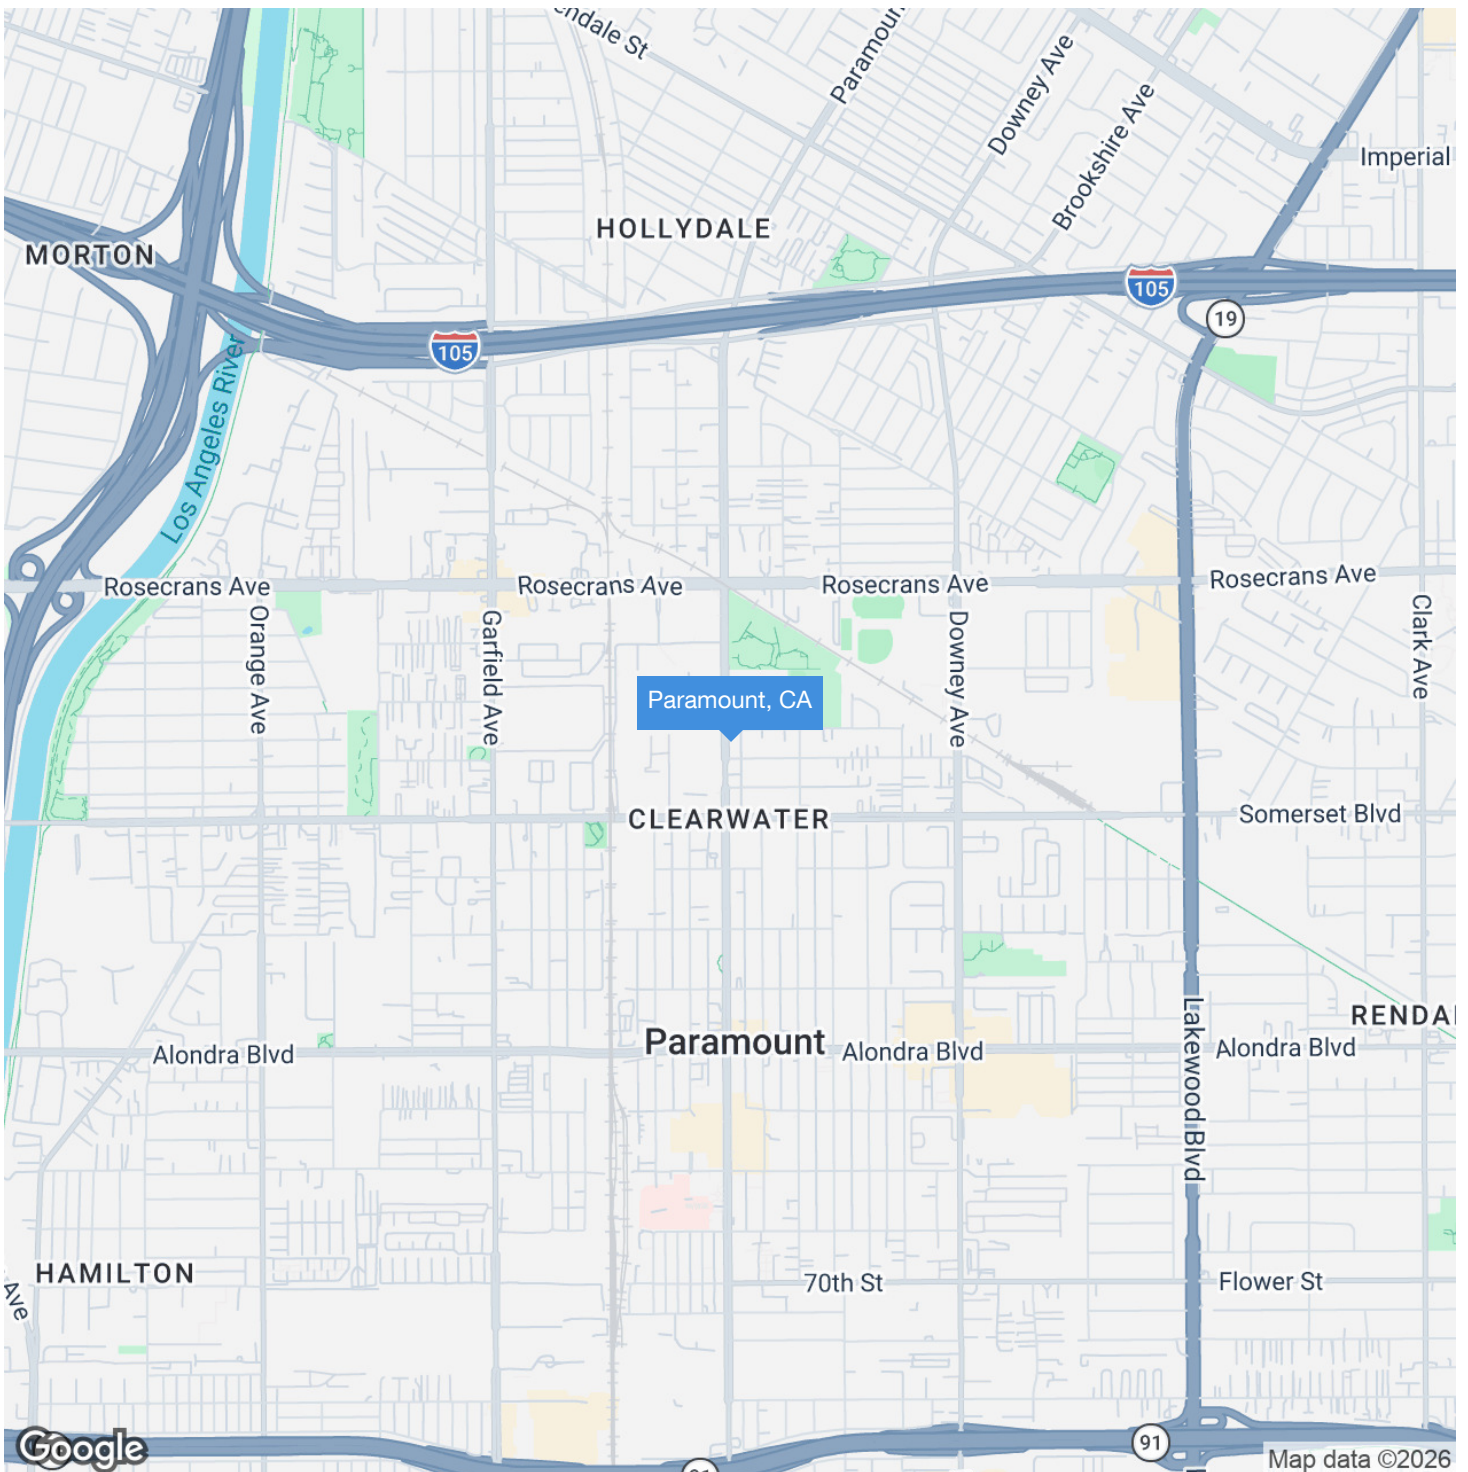 endale St
Paramoun
Downey Ave
Brookshire Ave
Imperial
HOLLYDALE
MORTON
105
19
105
Los Angeles River
Rosecrans Ave
Rosecrans Ave
Rosecrans Ave
Rosecrans Ave
Orange Ave
Garfield Ave
Downey Ave
Clark Ave
Paramount, CA
CLEARWATER
Somerset Blvd
RENDA
Paramount
Alondra Blvd
Alondra Blvd
Alondra Blvd
Lakewood Blvd
HAMILTON
70th St
Flower St
Ave
Google
91
Map data ©2026